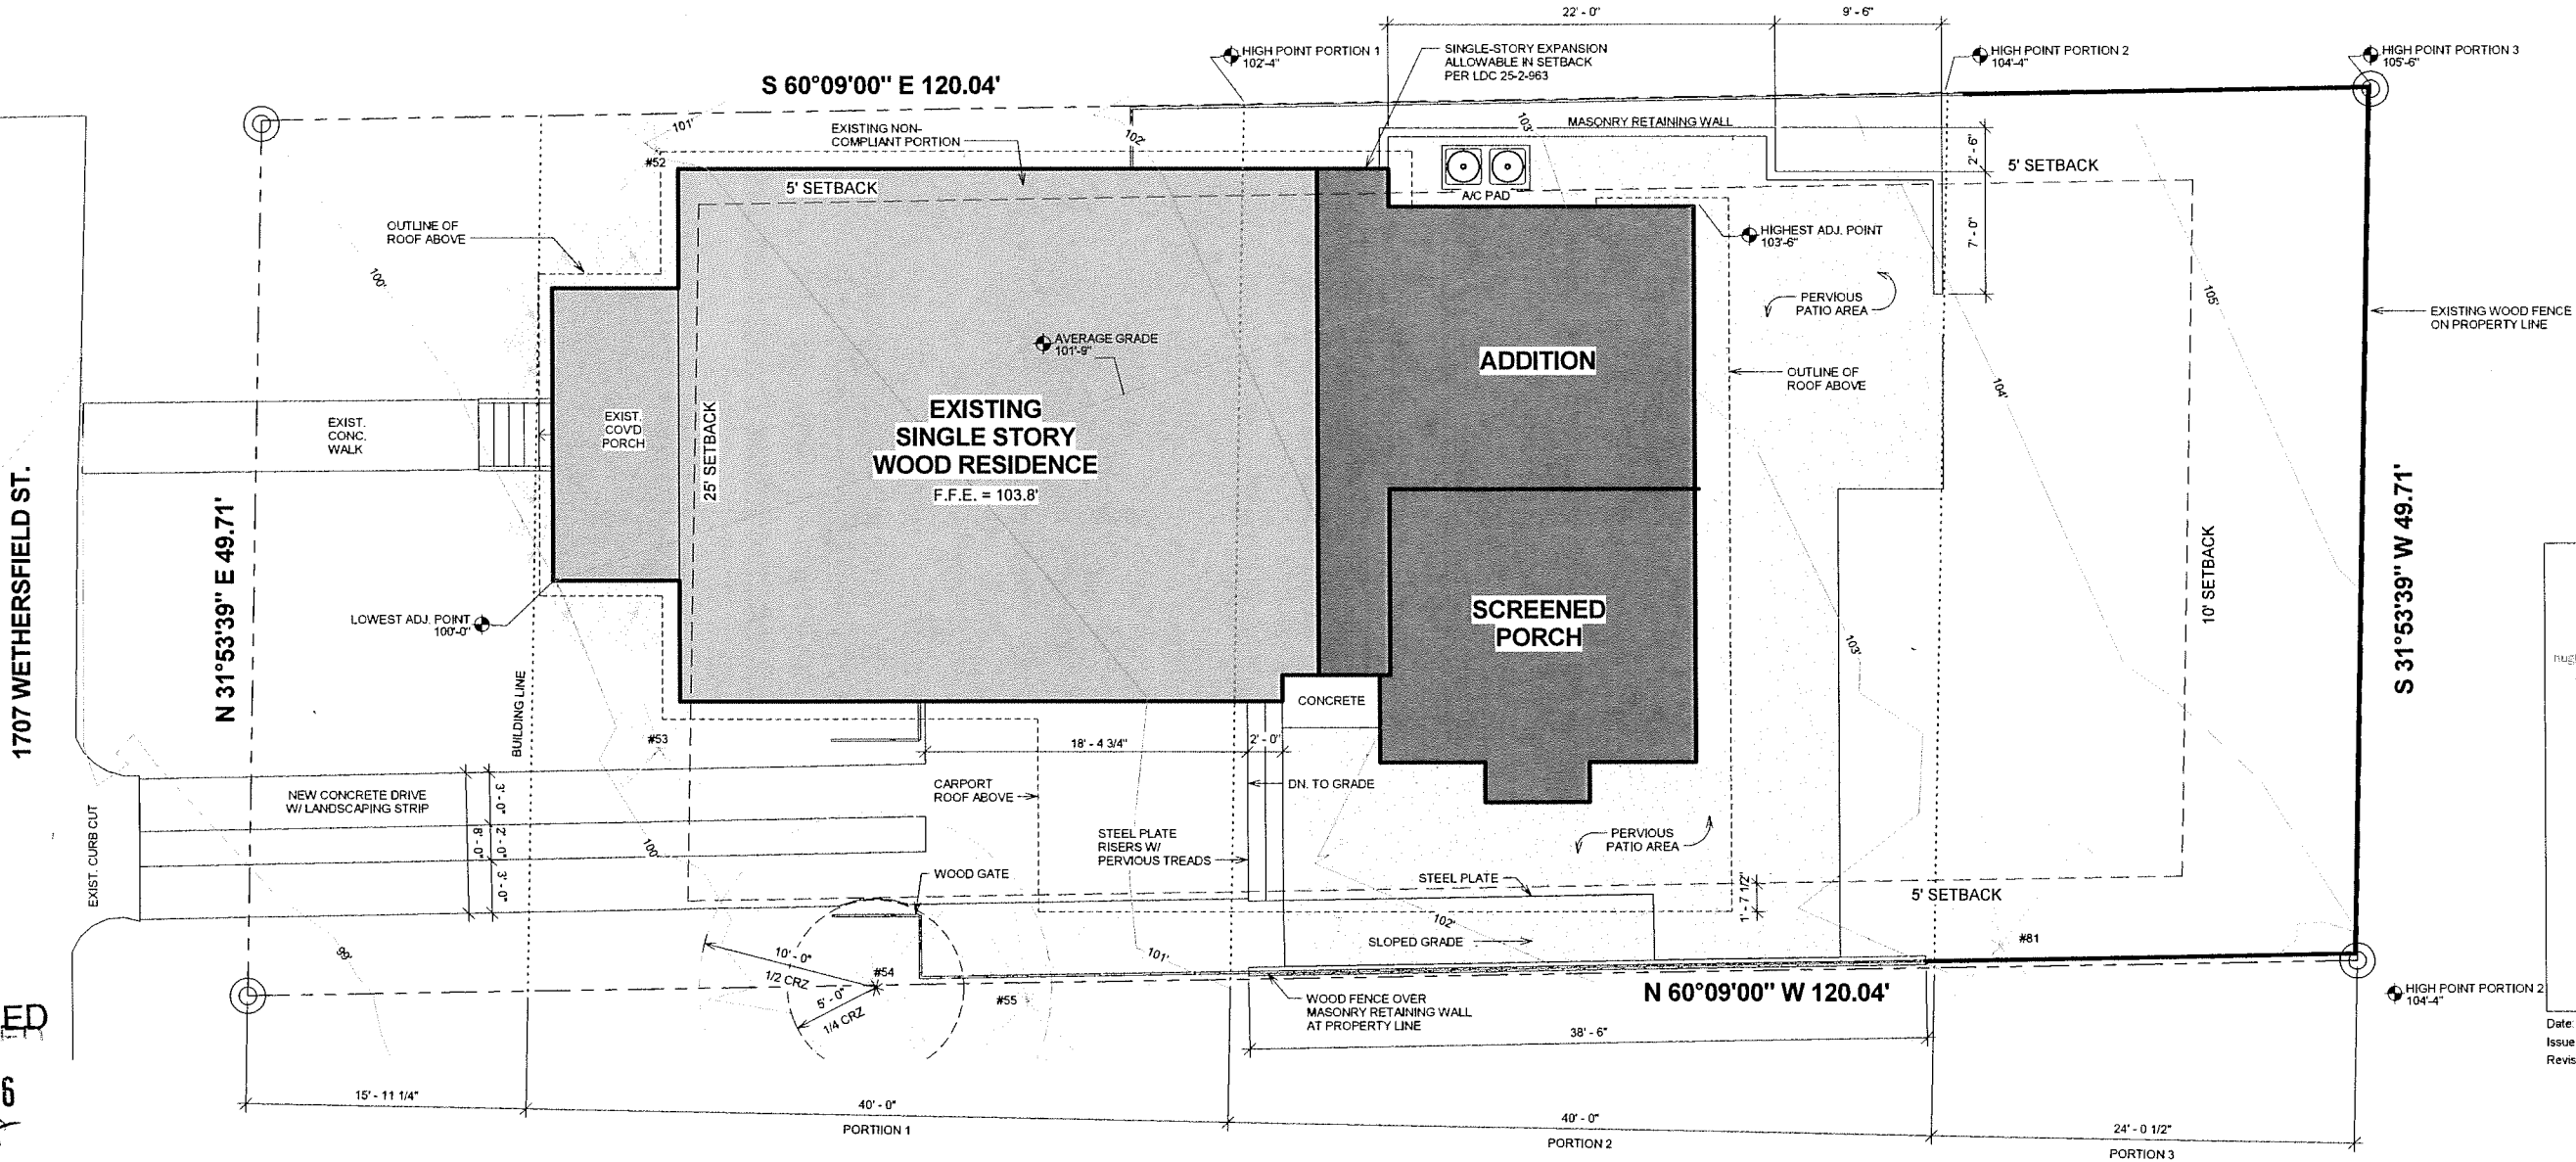 22' - 0"
9' - 6"
HIGH POINT PORTION 1
102'-4"
SINGLE-STORY EXPANSION
ALLOWABLE IN SETBACK
PER LDC 25-2-963
HIGH POINT PORTION 2
104'-4"
HIGH POINT PORTION 3
105'-6"
S 60°09'00" E 120.04'
101'
EXISTING NON-
COMPLIANT PORTION
102'
103'
MASONRY RETAINING WALL
#52
2' - 6"
5' SETBACK
5' SETBACK
A/C PAD
OUTLINE OF
ROOF ABOVE
HIGHEST ADJ. POINT
103'-6"
7' - 0"
100'
PERVIOUS
PATIO AREA
105'
EXISTING WOOD FENCE
ON PROPERTY LINE
AVERAGE GRADE
101'-9"
ADDITION
OUTLINE OF
ROOF ABOVE
104'
EXIST.
CONC.
WALK
EXIST.
COV'D
PORCH
25' SETBACK
EXISTING
SINGLE STORY
WOOD RESIDENCE
F.F.E. = 103.8'
1707 WETHERSFIELD ST.
N 31°53'39" E 49.71'
S 31°53'39" W 49.71'
10' SETBACK
LOWEST ADJ. POINT
100'-0"
SCREENED
PORCH
103'
BUILDING LINE
CONCRETE
#53
18' - 4 3/4"
2' - 0"
EXIST. CURB CUT
NEW CONCRETE DRIVE
W/ LANDSCAPING STRIP
3' - 0"
2' - 0"
3' - 0"
8' - 0"
CARPORT
ROOF ABOVE
DN. TO GRADE
100'
STEEL PLATE
RISERS W/
PERVIOUS TREADS
PERVIOUS
PATIO AREA
WOOD GATE
STEEL PLATE
1' - 7 1/2"
5' SETBACK
102'
SLOPED GRADE
99'
10' - 0"
1/2 CRZ
#54
101'
#81
5' - 0"
1/4 CRZ
#55
WOOD FENCE OVER
MASONRY RETAINING WALL
AT PROPERTY LINE
N 60°09'00" W 120.04'
HIGH POINT PORTION 2
104'-4"
38' - 6"
ED
6
Date:
Issue
Revis
15' - 11 1/4"
40' - 0"
PORTIION 1
40' - 0"
PORTION 2
24' - 0 1/2"
PORTION 3